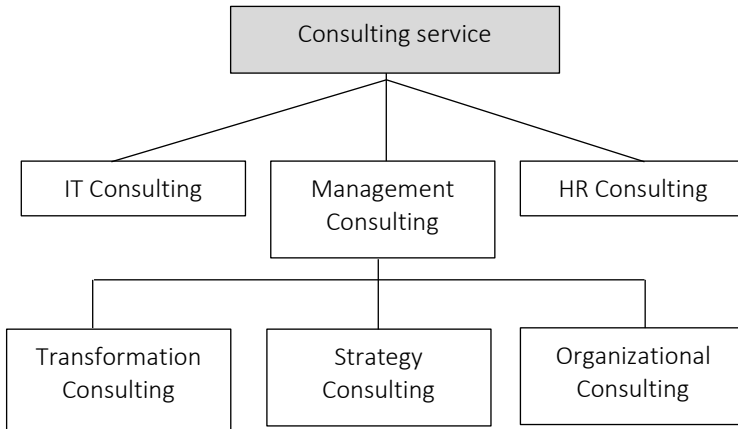 Consulting service
IT Consulting
Management
Consulting
HR Consulting
Transformation
Consulting
Strategy
Consulting
Organizational
Consulting